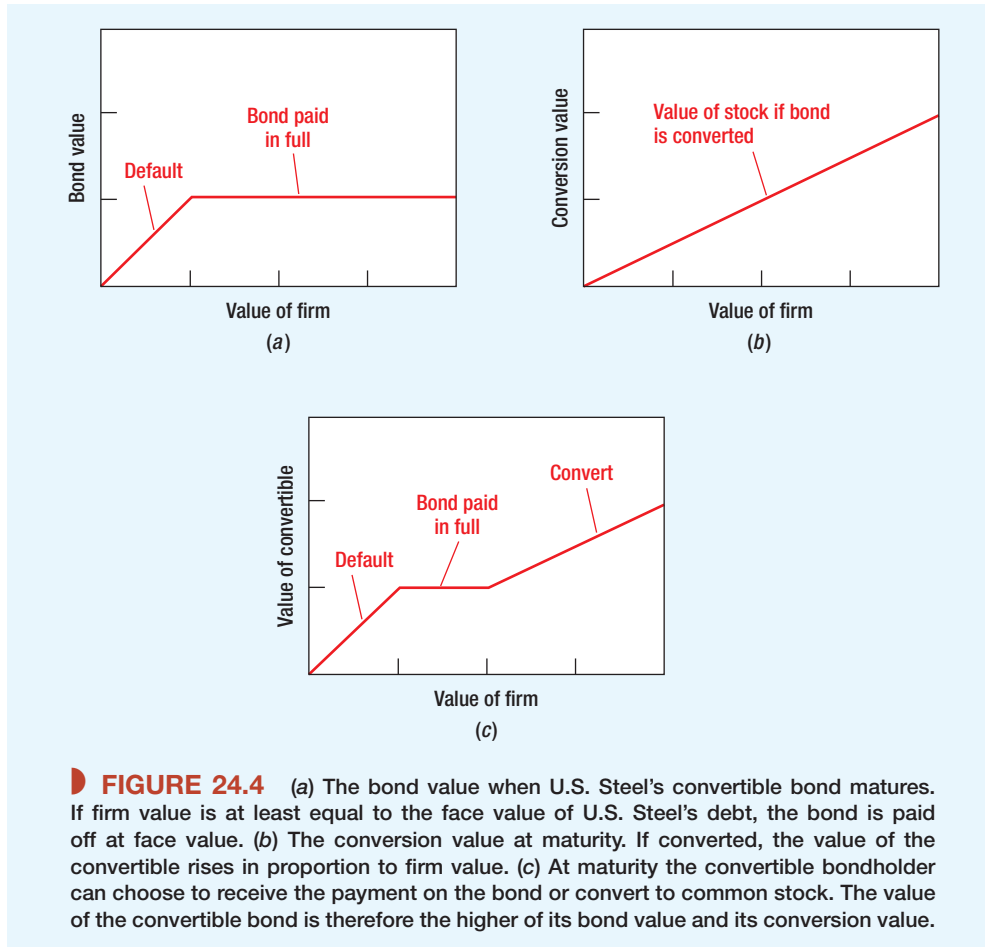 Bond value
Bond paid
in full
Default
Value of firm
(a)
Conversion value
Value of stock if bond
is converted
Value of firm
(b)
Value of convertible
Convert
Bond paid
in full
Default
Value of firm
(c)
FIGURE 24.4 (a) The bond value when U.S. Steel’s convertible bond matures.
If firm value is at least equal to the face value of U.S. Steel’s debt, the bond is paid
off at face value. (b) The conversion value at maturity. If converted, the value of the
convertible rises in proportion to firm value. (c) At maturity the convertible bondholder
can choose to receive the payment on the bond or convert to common stock. The value
of the convertible bond is therefore the higher of its bond value and its conversion value.